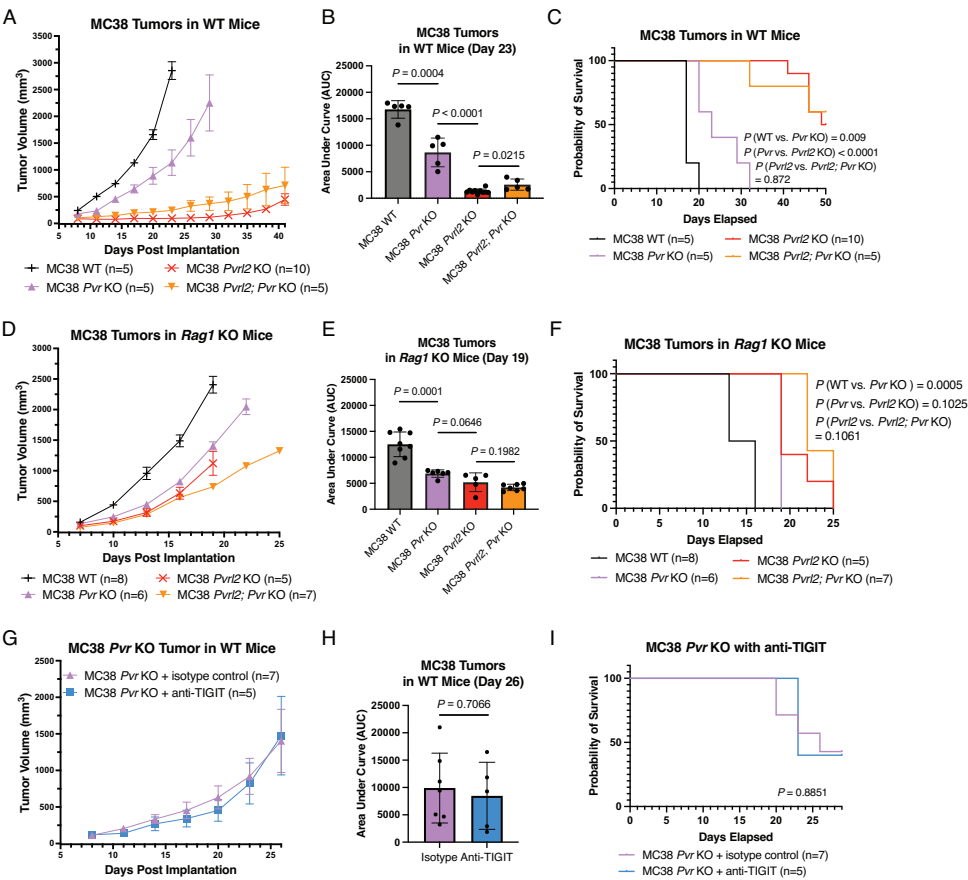 A
MC38 Tumors in WT Mice
Tumor Volume (mm3)
3500
3000
2500
2000
1500
1000
500
0
5 10 15 20 25 30 35 40
Days Post Implantation
MC38 WT (n=5)
MC38 Pvr KO (n=5)
MC38 Pvrl2 KO (n=10)
MC38 Pvrl2; Pvr KO (n=5)
B
MC38 Tumors
in WT Mice (Day 23)
Area Under Curve (AUC)
25000
20000
15000
10000
5000
0
P = 0.0004
P < 0.0001
P = 0.0215
MC38 WT
MC38 Pvr KO
MC38 Pvrl2 KO
MC38 Pvrl2; Pvr KO
C
MC38 Tumors in WT Mice
Probability of Survival
100
50
0
0 10 20 30 40 50
Days Elapsed
P (WT vs. Pvr KO) = 0.009
P (Pvr vs. Pvrl2 KO) < 0.0001
P (Pvrl2 vs. Pvrl2; Pvr KO)
= 0.872
MC38 WT (n=5)
MC38 Pvr KO (n=5)
MC38 Pvrl2 KO (n=10)
MC38 Pvrl2; Pvr KO (n=5)
D
MC38 Tumors in Rag1 KO Mice
Tumor Volume (mm3)
3000
2500
2000
1500
1000
500
0
5 10 15 20 25
Days Post Implantation
MC38 WT (n=8)
MC38 Pvr KO (n=6)
MC38 Pvrl2 KO (n=5)
MC38 Pvrl2; Pvr KO (n=7)
E
MC38 Tumors
in Rag1 KO Mice (Day 19)
Area Under Curve (AUC)
25000
20000
15000
10000
5000
0
P = 0.0001
P = 0.0646
P = 0.1982
MC38 WT
MC38 Pvr KO
MC38 Pvrl2 KO
MC38 Pvrl2; Pvr KO
F
MC38 Tumors in Rag1 KO Mice
Probability of Survival
100
50
0
0 5 10 15 20 25
Days Elapsed
P (WT vs. Pvr KO ) = 0.0005
P (Pvr vs. Pvrl2 KO) = 0.1025
P (Pvrl2 vs. Pvrl2; Pvr KO)
= 0.1061
MC38 WT (n=8)
MC38 Pvr KO (n=6)
MC38 Pvrl2 KO (n=5)
MC38 Pvrl2; Pvr KO (n=7)
G
MC38 Pvr KO Tumor in WT Mice
Tumor Volume (mm3)
2500
2000
1500
1000
500
0
5 10 15 20 25
Days Post Implantation
MC38 Pvr KO + isotype control (n=7)
MC38 Pvr KO + anti-TIGIT (n=5)
H
MC38 Tumors
in WT Mice (Day 26)
Area Under Curve (AUC)
25000
20000
15000
10000
5000
0
P = 0.7066
Isotype Anti-TIGIT
I
MC38 Pvr KO with anti-TIGIT
Probability of Survival
100
50
0
0 5 10 15 20 25
Days Elapsed
P = 0.8851
MC38 Pvr KO + isotype control (n=7)
MC38 Pvr KO + anti-TIGIT (n=5)